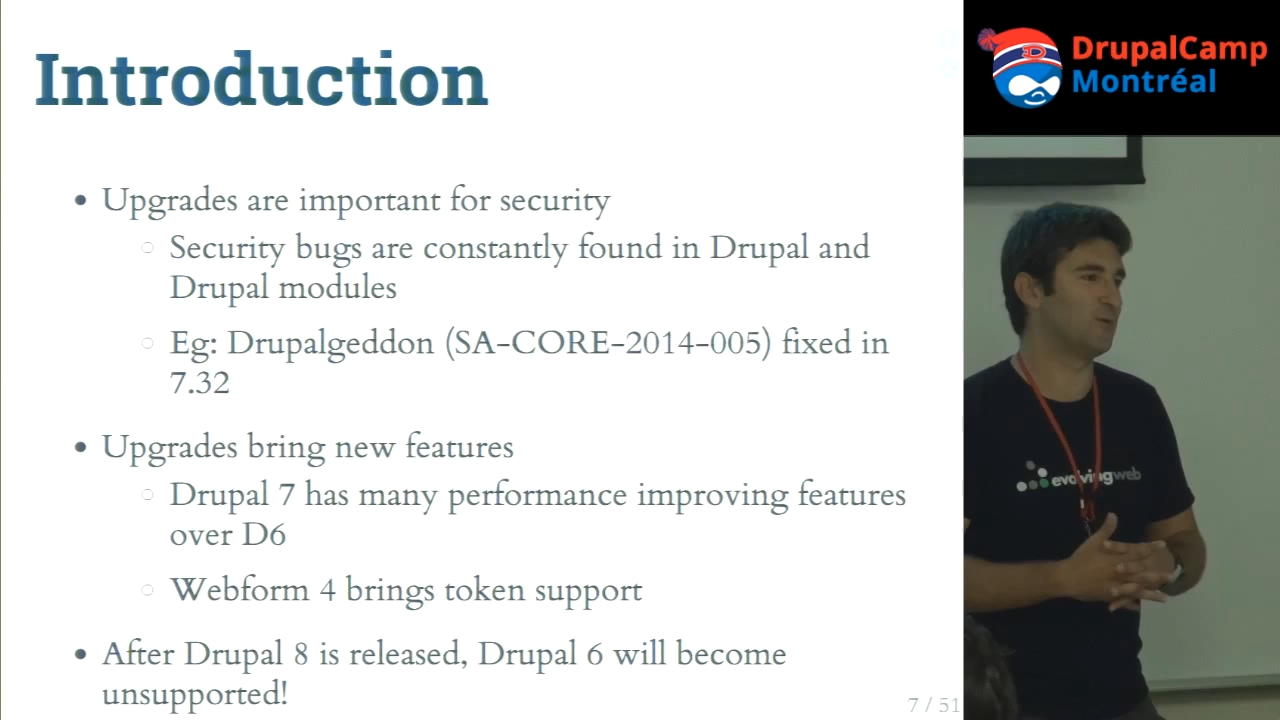 Introduction
• Upgrades are important for security
○ Security bugs are constantly found in Drupal and
Drupal modules
○ Eg: Drupalgeddon (SA-CORE-2014-005) fixed in
7.32
• Upgrades bring new features
○ Drupal 7 has many performance improving features
over D6
○ Webform 4 brings token support
• After Drupal 8 is released, Drupal 6 will become
unsupported!
7 / 51
DrupalCamp
Montréal
evolvingweb